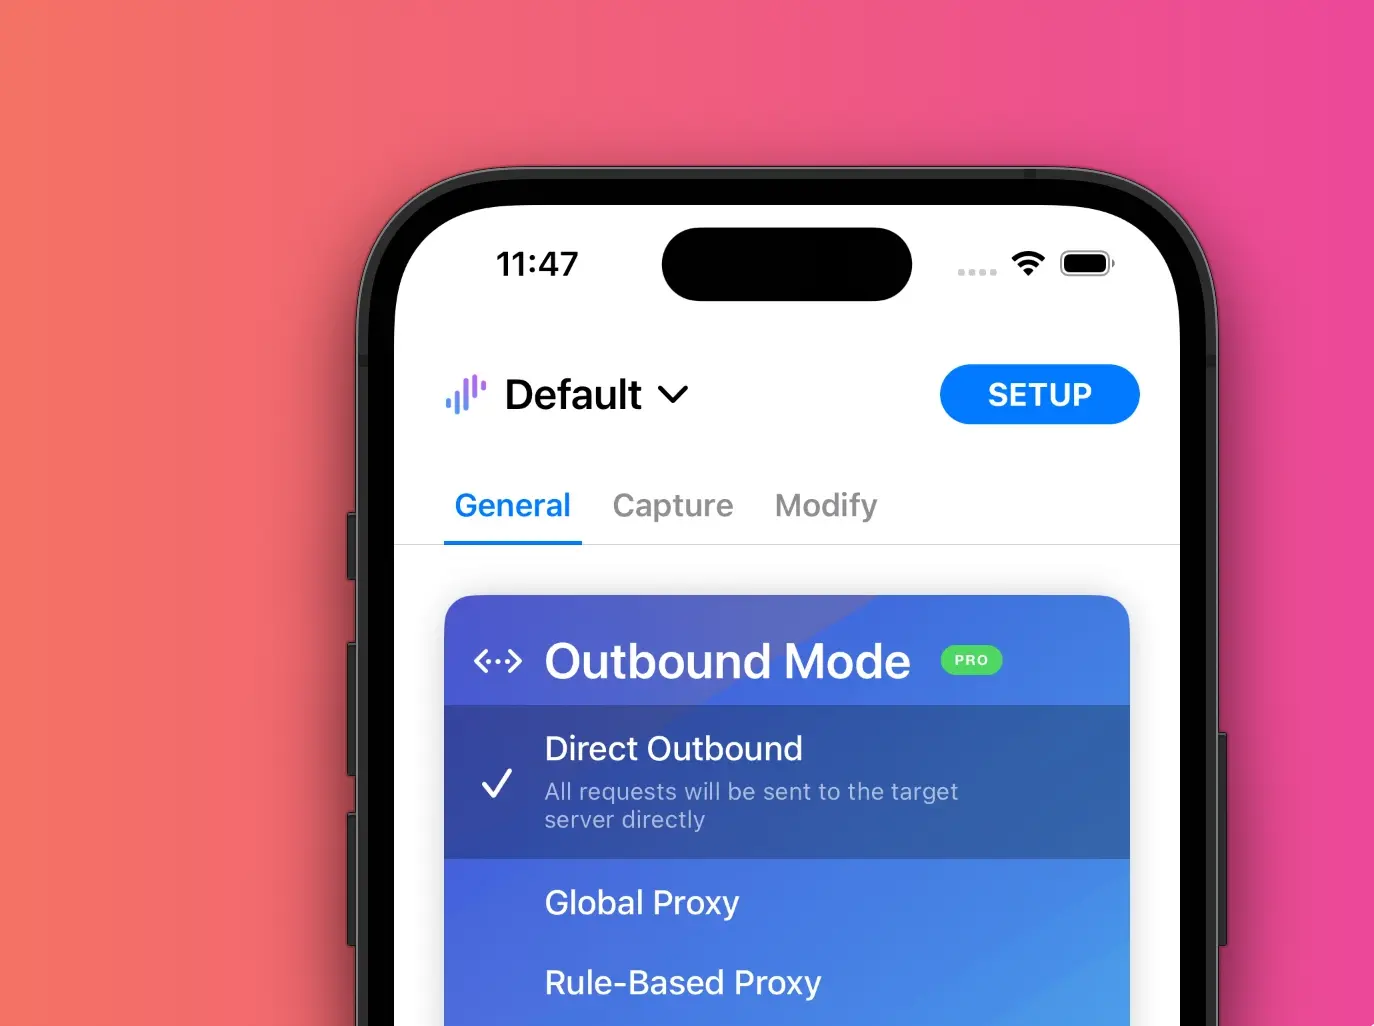 11:47
Default
SETUP
General Capture Modify
Outbound Mode PRO
Direct Outbound
All requests will be sent to the target
server directly
Global Proxy
Rule-Based Proxy